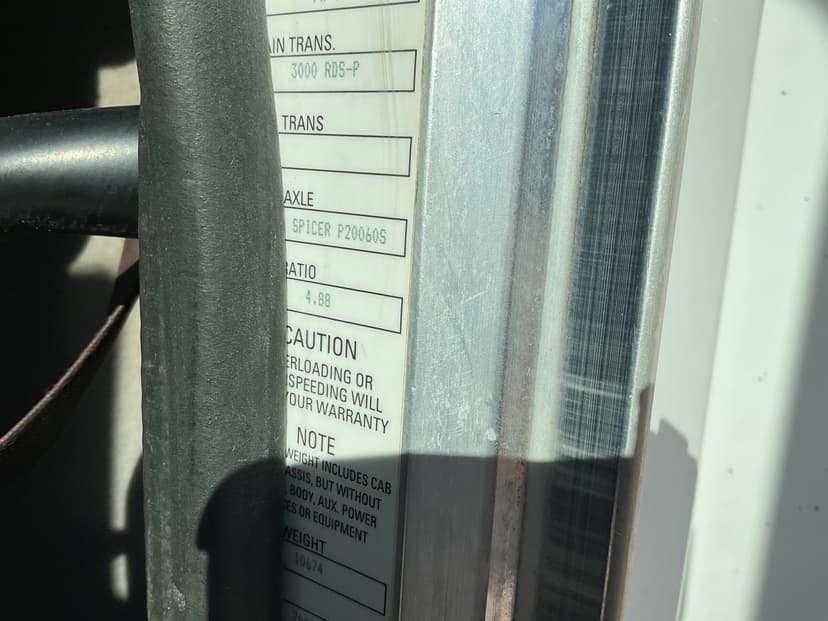 AIN TRANS.
3000 RDS-P
TRANS
AXLE
SPICER P20060S
RATIO
4.88
CAUTION
ERLOADING OR
SPEEDING WILL
YOUR WARRANTY
NOTE
WEIGHT INCLUDES CAB
ASSIS, BUT WITHOUT
BODY, AUX. POWER
ES OR EQUIPMENT
WEIGHT
10674